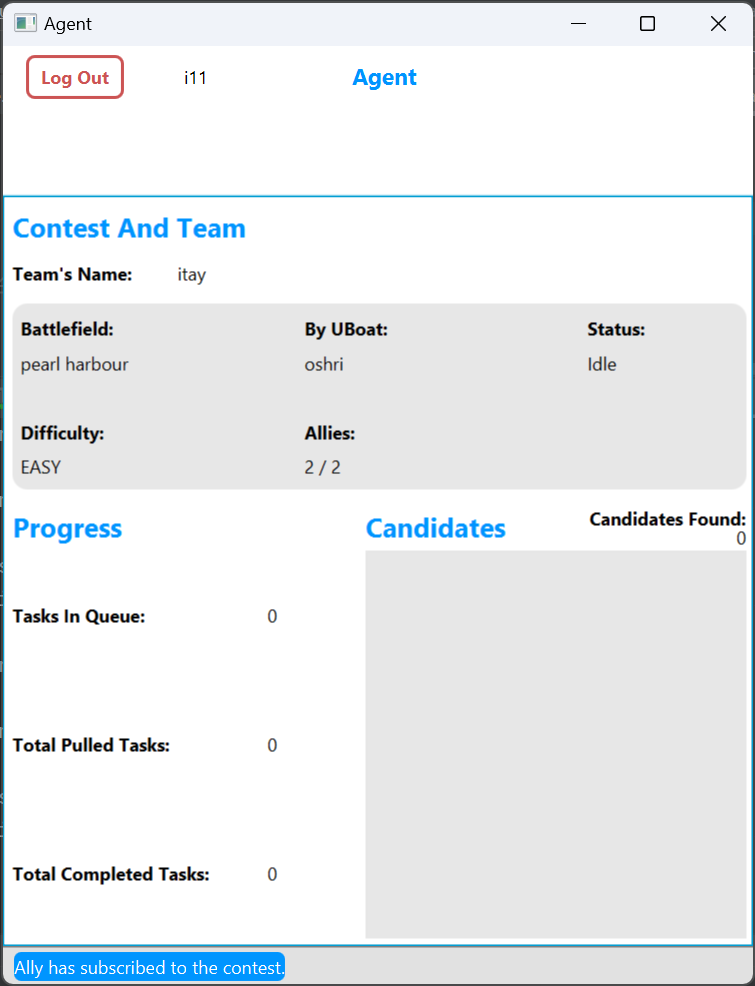 Agent
Log Out i11 Agent
Contest And Team
Team's Name: itay
Battlefield: By UBoat: Status:
pearl harbour oshri Idle
Difficulty: Allies:
EASY 2 / 2
Progress Candidates Candidates Found:
0
Tasks In Queue: 0
Total Pulled Tasks: 0
Total Completed Tasks: 0
Ally has subscribed to the contest.